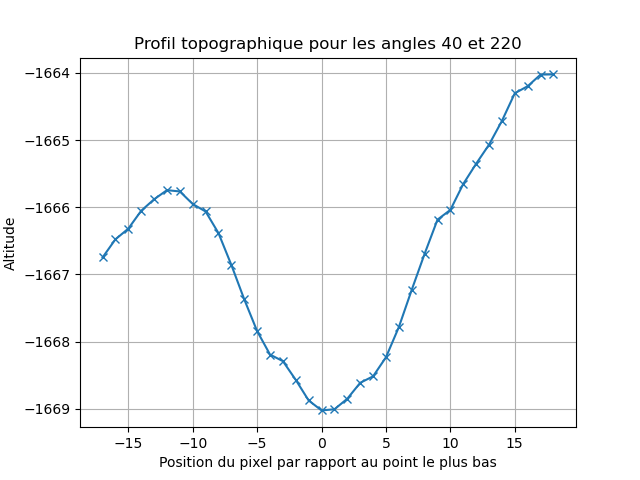 Profil topographique pour les angles 40 et 220
−1664
−1665
−1666
−1667
−1668
−1669
Altitude
−15 −10 −5 0 5 10 15
Position du pixel par rapport au point le plus bas